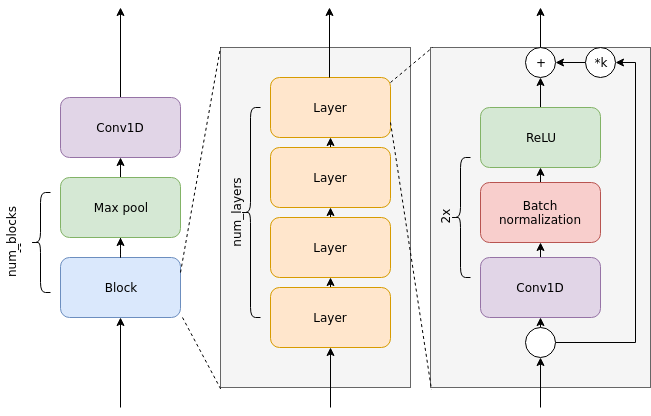 Conv1D
Max pool
Block
num_blocks
Layer
Layer
Layer
Layer
num_layers
+
*k
ReLU
Batch
normalization
Conv1D
2x